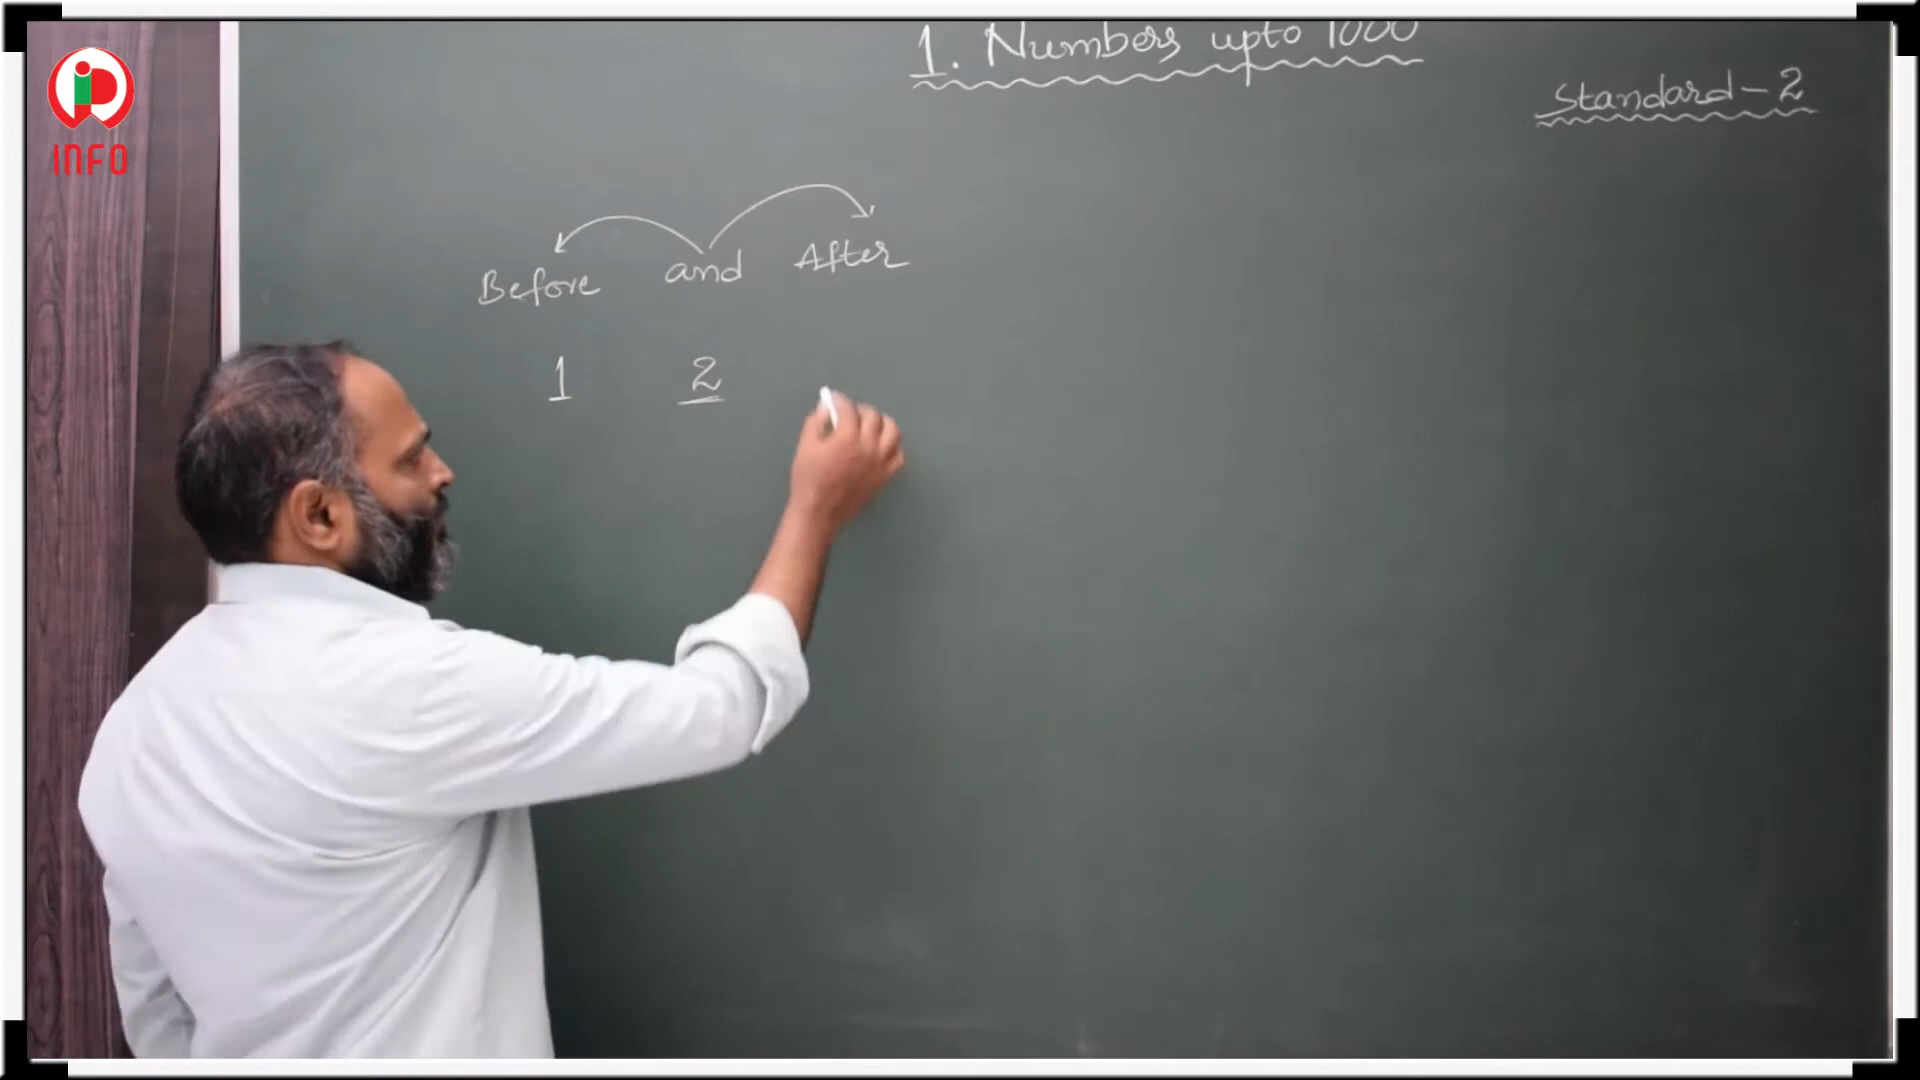 1. Numbers upto 1000
Standard-2
INFO
Before and After
1 2